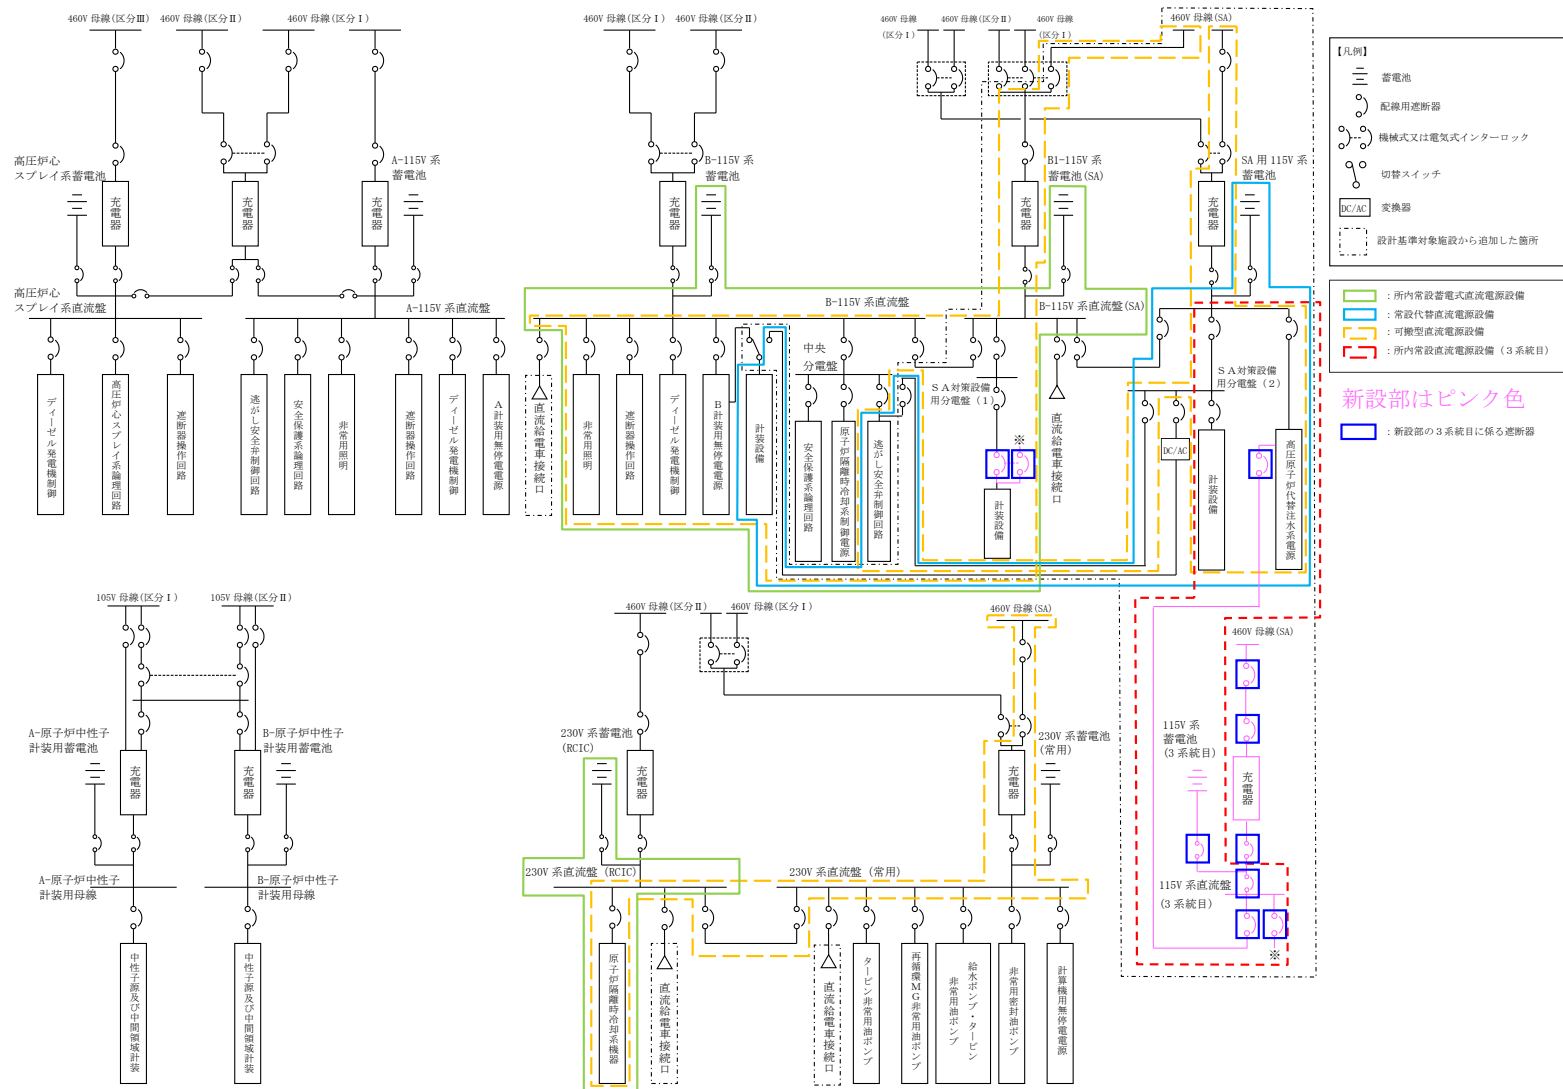 460V 母線(区分Ⅲ)
460V 母線(区分Ⅱ)
460V 母線(区分Ⅰ)
460V 母線(区分Ⅰ)
460V 母線(区分Ⅱ)
460V 母線
(区分Ⅰ)
460V 母線(区分Ⅱ)
460V 母線
(区分Ⅰ)
460V 母線(SA)
高圧炉心
スプレイ系蓄電池
A-115V 系
蓄電池
B-115V 系
蓄電池
B1-115V 系
蓄電池(SA)
SA 用 115V 系
蓄電池
充電器
充電器
充電器
充電器
充電器
充電器
高圧炉心
スプレイ系直流盤
A-115V 系直流盤
B-115V 系直流盤
B-115V 系直流盤(SA)
中央
分電盤
SA対策設備
用分電盤(1)
SA対策設備
用分電盤(2)
DC/AC
ディーゼル発電機制御
高圧炉心スプレイ系論理回路
遮断器操作回路
逃がし安全弁制御回路
安全保護系論理回路
非常用照明
遮断器操作回路
ディーゼル発電機制御
A計装用無停電電源
直流給電車接続口
非常用照明
遮断器操作回路
ディーゼル発電機制御
B計装用無停電電源
計装設備
安全保護系論理回路
原子炉隔離時冷却系制御電源
逃がし安全弁制御回路
※
計装設備
直流給電車接続口
計装設備
高圧原子炉代替注水系電源
【凡例】
蓄電池
配線用遮断器
機械式又は電気式インターロック
切替スイッチ
DC/AC
変換器
設計基準対象施設から追加した箇所
：所内常設蓄電式直流電源設備
：常設代替直流電源設備
：可搬型直流電源設備
：所内常設直流電源設備(3系統目)
新設部はピンク色
：新設部の3系統目に係る遮断器
105V 母線(区分Ⅰ)
105V 母線(区分Ⅱ)
A-原子炉中性子
計装用蓄電池
B-原子炉中性子
計装用蓄電池
充電器
充電器
A-原子炉中性子
計装用母線
B-原子炉中性子
計装用母線
中性子源及び中間領域計装
中性子源及び中間領域計装
460V 母線(区分Ⅱ)
460V 母線(区分Ⅰ)
460V 母線(SA)
230V 系蓄電池
(RCIC)
充電器
充電器
230V 系蓄電池
(常用)
230V 系直流盤 (RCIC)
230V 系直流盤 (常用)
原子炉隔離時冷却系機器
直流給電車接続口
直流給電車接続口
タービン非常用油ポンプ
再循環MG非常用油ポンプ
給水ポンプ・タービン
非常用油ポンプ
非常用密封油ポンプ
計算機用無停電電源
460V 母線(SA)
115V 系
蓄電池
(3 系統目)
充電器
115V 系直流盤
(3 系統目)
※